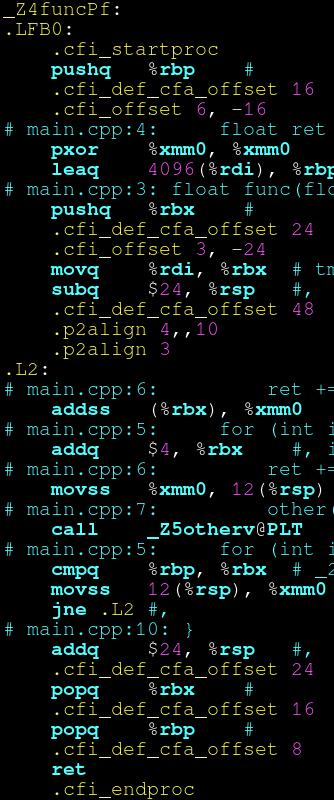 _Z4funcPf:
.LFB0:
.cfi_startproc
pushq %rbp #
.cfi_def_cfa_offset 16
.cfi_offset 6, -16
# main.cpp:4: float ret
pxor %xmm0, %xmm0
leaq 4096(%rdi), %rbp
# main.cpp:3: float func(flo
pushq %rbx #
.cfi_def_cfa_offset 24
.cfi_offset 3, -24
movq %rdi, %rbx # tm
subq $24, %rsp #,
.cfi_def_cfa_offset 48
.p2align 4,,10
.p2align 3
.L2:
# main.cpp:6: ret +=
addss (%rbx), %xmm0
# main.cpp:5: for (int i
addq $4, %rbx #, i
# main.cpp:6: ret +=
movss %xmm0, 12(%rsp)
# main.cpp:7: other(
call _Z5otherv@PLT
# main.cpp:5: for (int i
cmpq %rbp, %rbx # _2
movss 12(%rsp), %xmm0
jne .L2 #,
# main.cpp:10: }
addq $24, %rsp #,
.cfi_def_cfa_offset 24
popq %rbx #
.cfi_def_cfa_offset 16
popq %rbp #
.cfi_def_cfa_offset 8
ret
.cfi_endproc